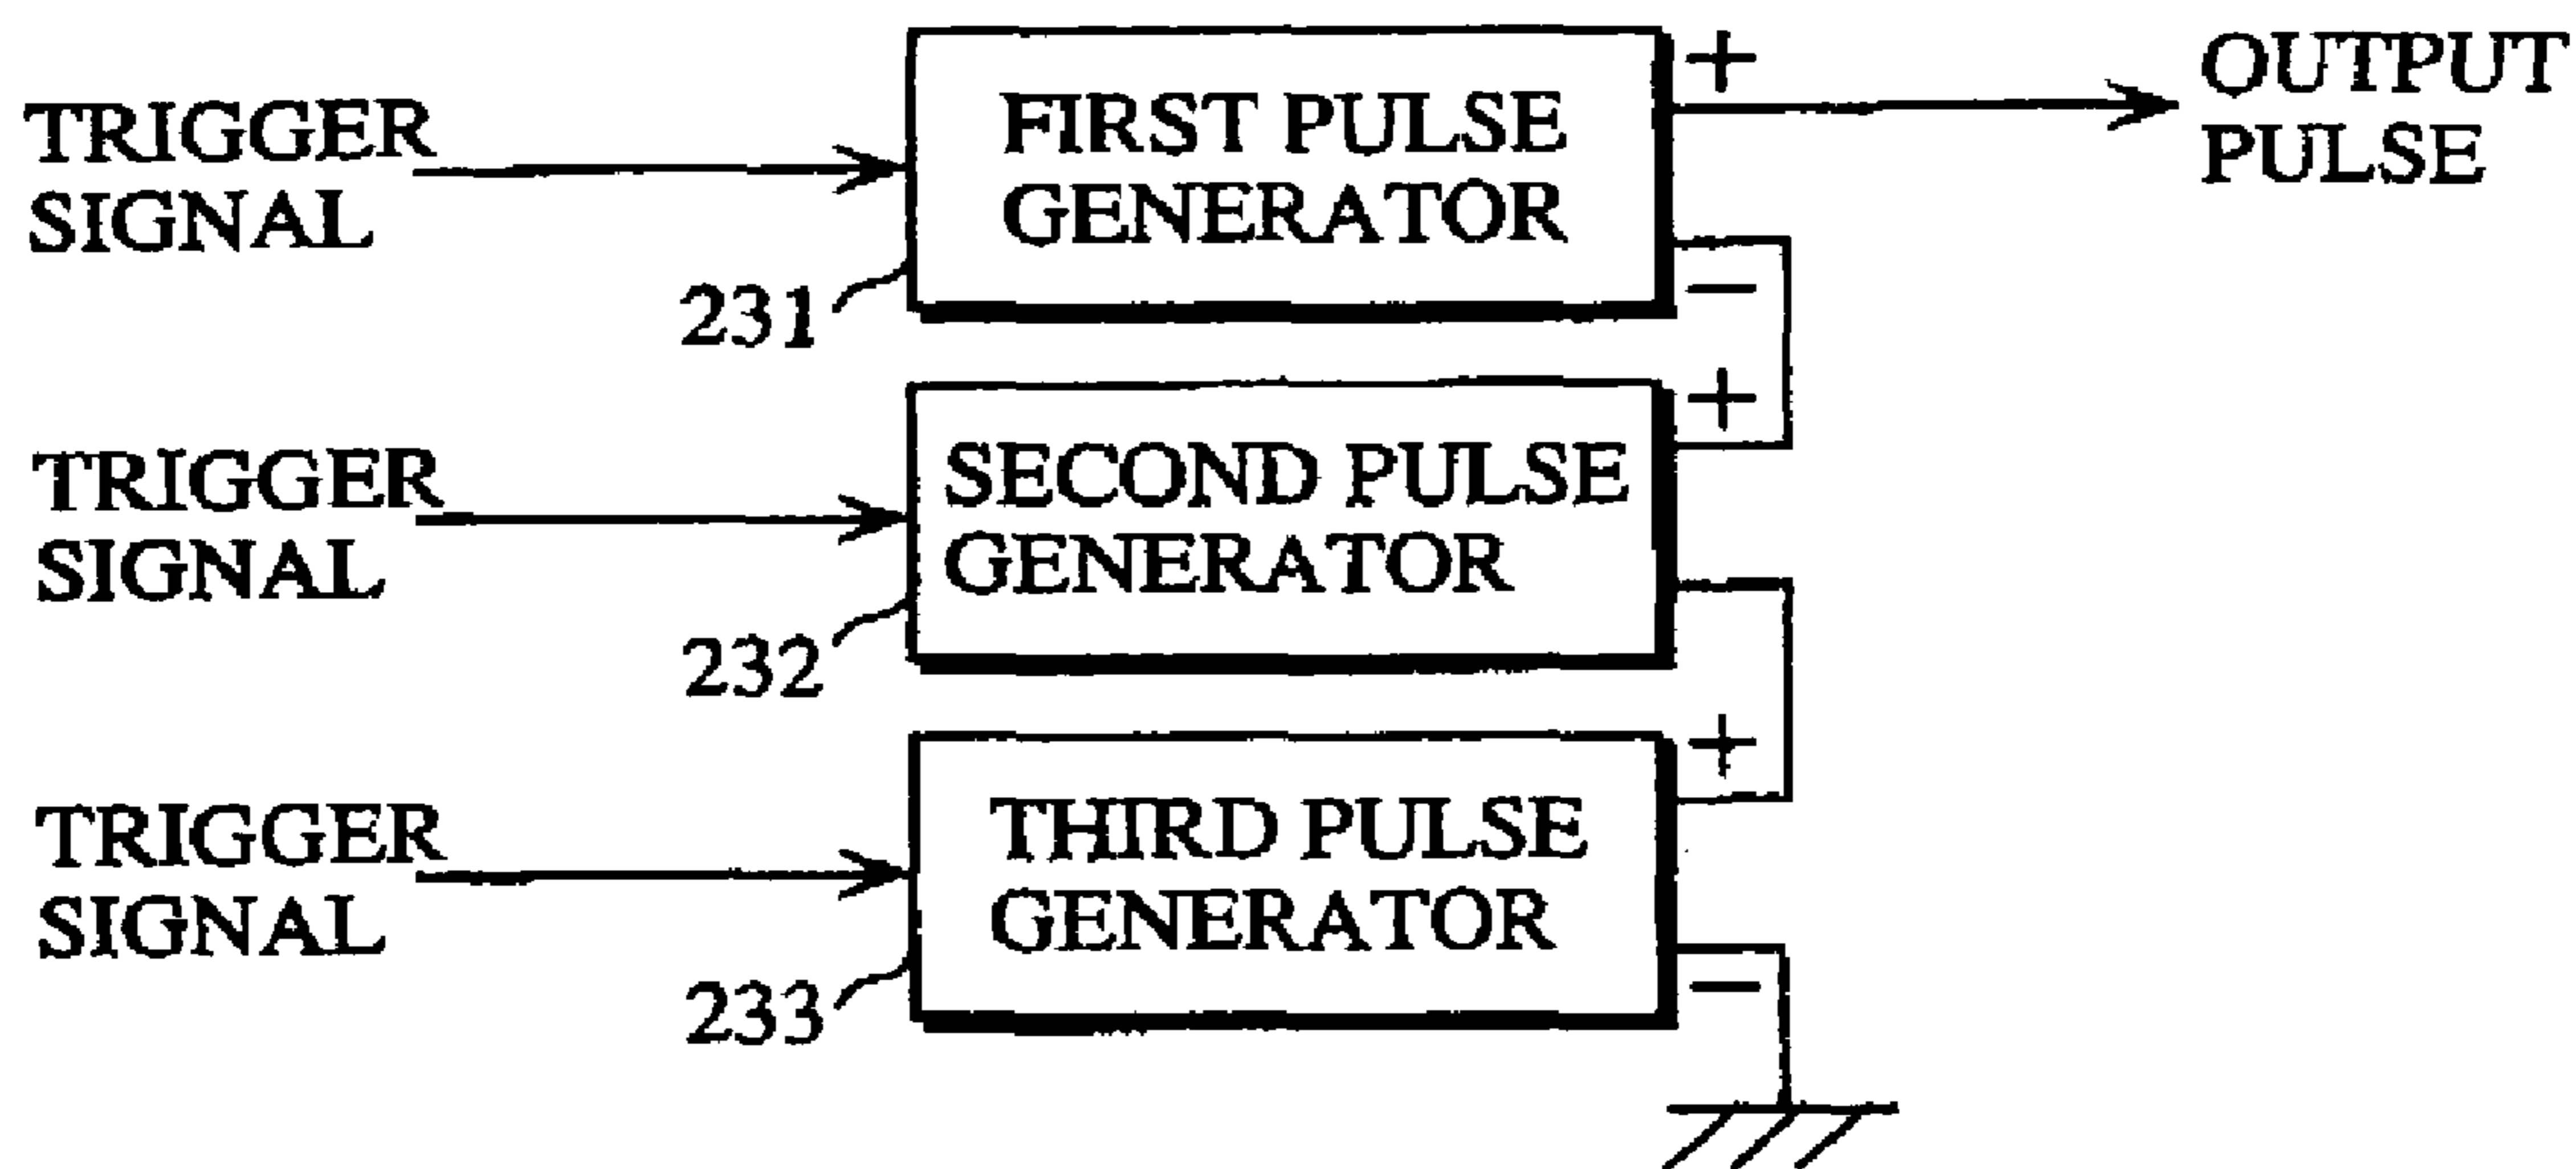 TRIGGER
SIGNAL
FIRST PULSE
GENERATOR
+
−
OUTPUT
PULSE
231
TRIGGER
SIGNAL
SECOND PULSE
GENERATOR
+
232
TRIGGER
SIGNAL
THIRD PULSE
GENERATOR
+
−
233